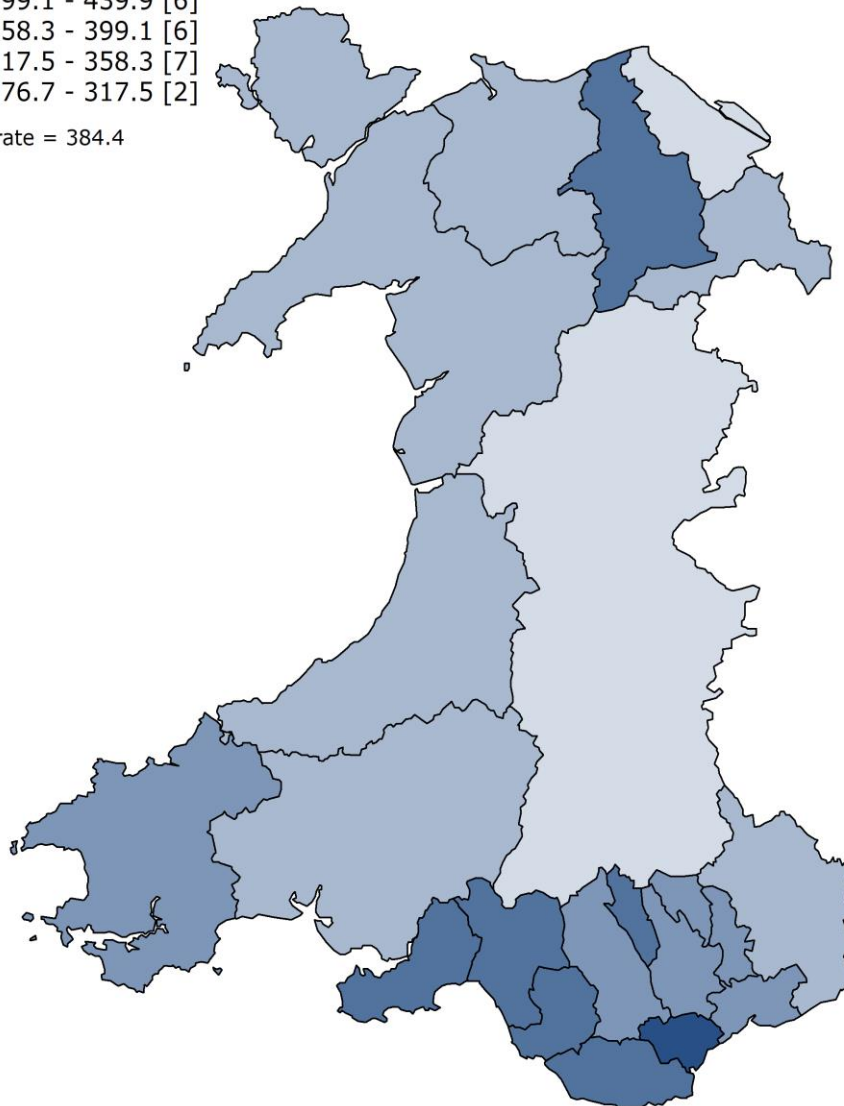 99.1 - 439.9 [6]
58.3 - 399.1 [6]
17.5 - 358.3 [7]
76.7 - 317.5 [2]
rate = 384.4